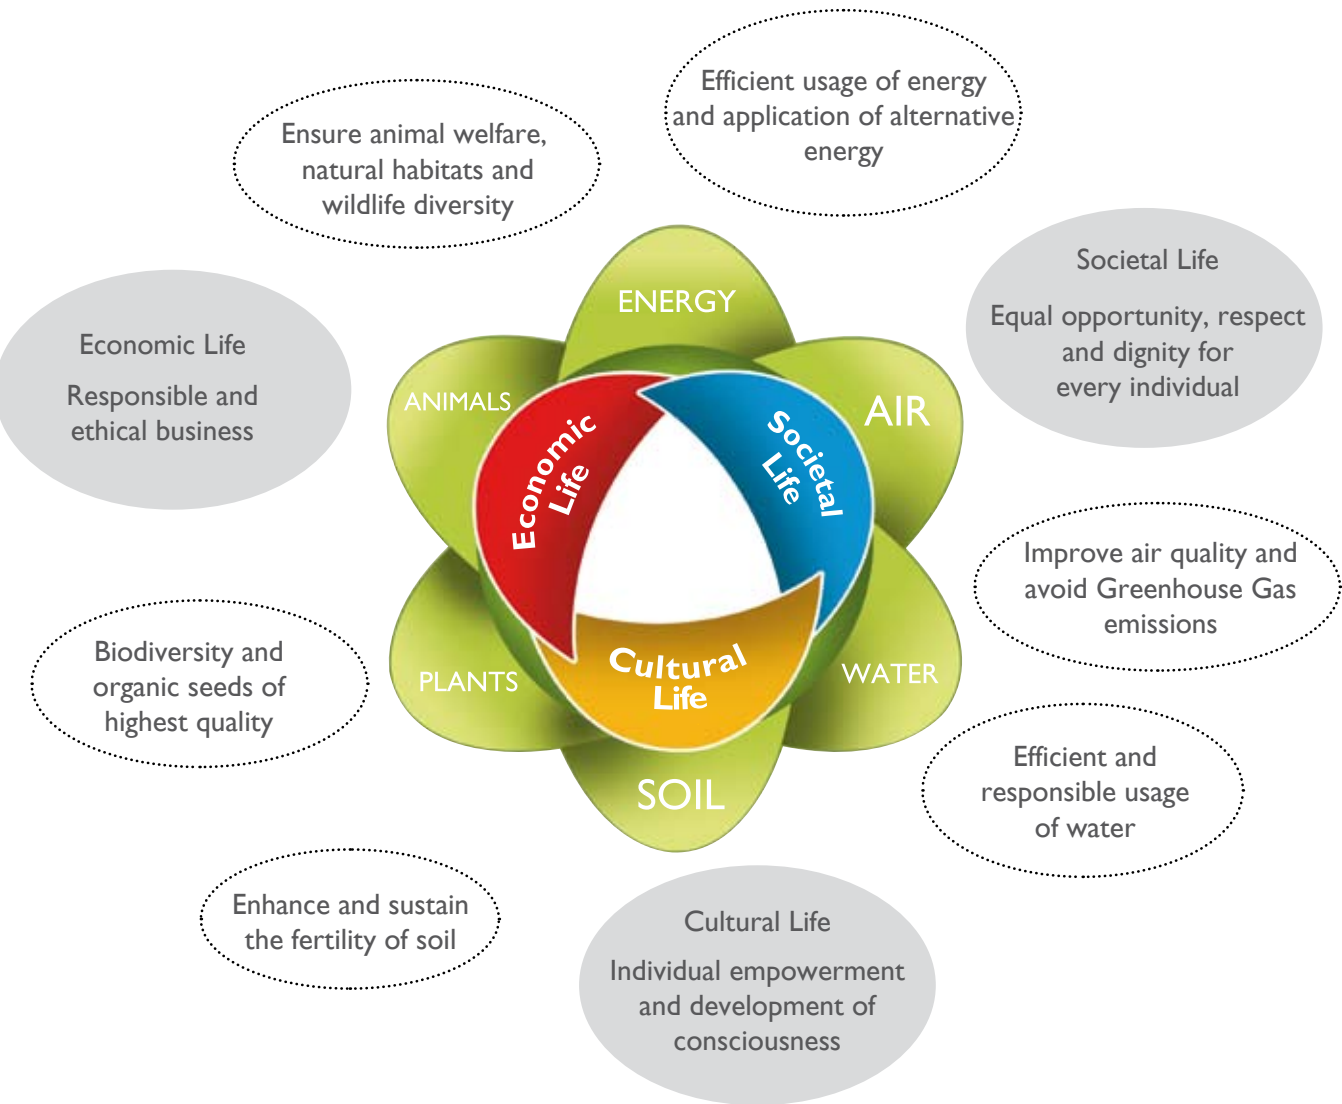 Efficient usage of energy
and application of alternative
energy
Ensure animal welfare,
natural habitats and
wildlife diversity
Societal Life
Equal opportunity, respect
and dignity for
every individual
Economic Life
Responsible and
ethical business
ENERGY
ANIMALS
AIR
Economic
Life
Societal
Life
Improve air quality and
avoid Greenhouse Gas
emissions
Biodiversity and
organic seeds of
highest quality
PLANTS
Cultural
Life
WATER
SOIL
Efficient and
responsible usage
of water
Enhance and sustain
the fertility of soil
Cultural Life
Individual empowerment
and development of
consciousness